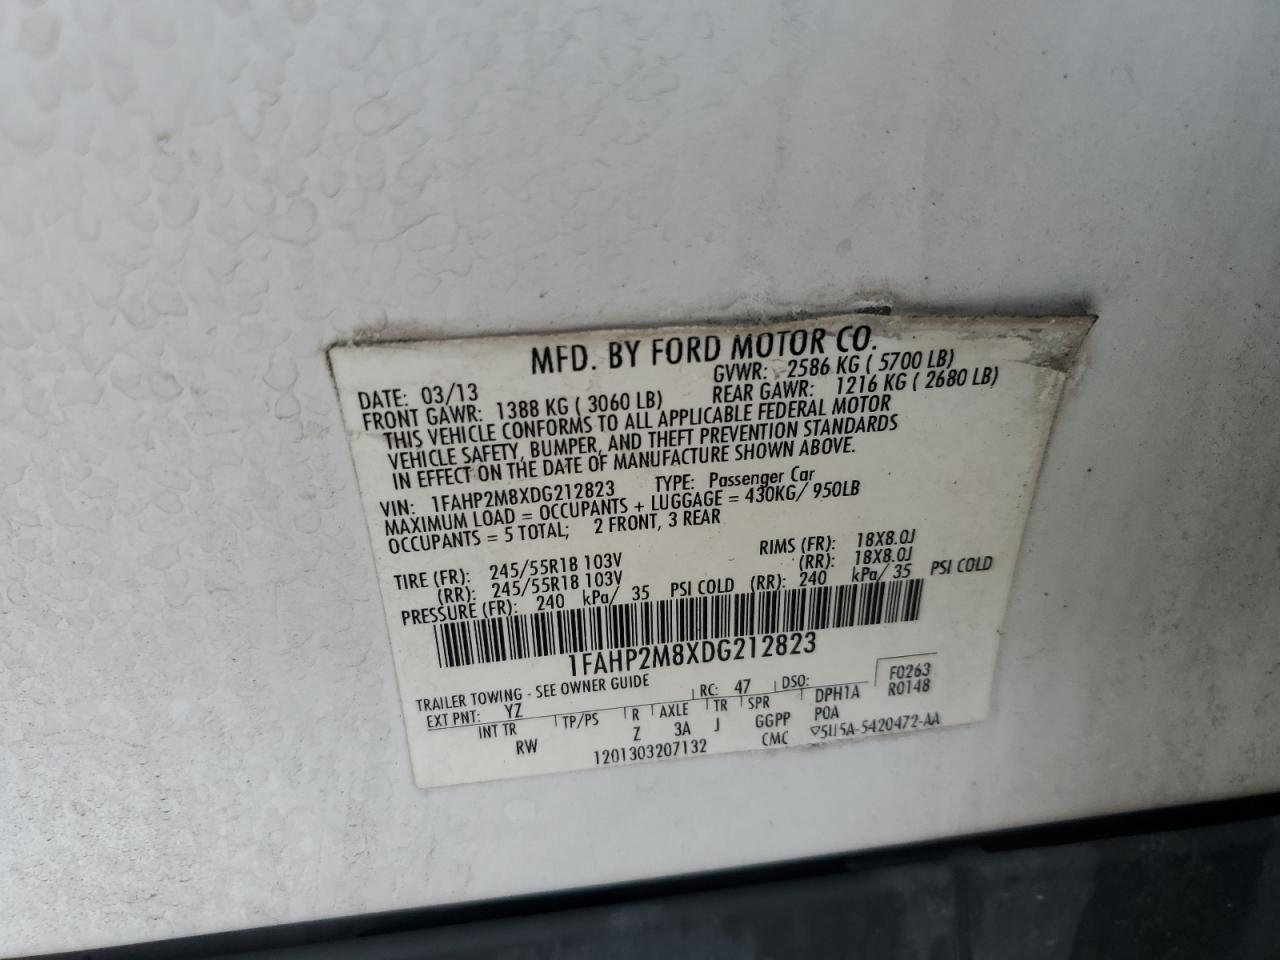 MFD. BY FORD MOTOR CO.
DATE: 03/13 GVWR: 2586 KG ( 5700 LB)
FRONT GAWR: 1388 KG ( 3060 LB) REAR GAWR: 1216 KG ( 2680 LB)
THIS VEHICLE CONFORMS TO ALL APPLICABLE FEDERAL MOTOR
VEHICLE SAFETY, BUMPER, AND THEFT PREVENTION STANDARDS
IN EFFECT ON THE DATE OF MANUFACTURE SHOWN ABOVE.
VIN: 1FAHP2M8XDG212823 TYPE: Passenger Car
MAXIMUM LOAD = OCCUPANTS + LUGGAGE = 430KG/ 950LB
OCCUPANTS = 5 TOTAL; 2 FRONT, 3 REAR
TIRE (FR): 245/55R18 103V RIMS (FR): 18X8.0J
(RR): 245/55R18 103V (RR): 18X8.0J
PRESSURE (FR): 240 kPa/ 35 PSI COLD (RR): 240 kPa/ 35 PSI COLD
1FAHP2M8XDG212823
TRAILER TOWING - SEE OWNER GUIDE
EXT PNT: YZ RC: 47 DSO: F0263
INT TR TP/PS R AXLE TR SPR DPH1A R0148
RW Z 3A J GGPP POA
1201303207132 CMC 5U5A-5420472-AA